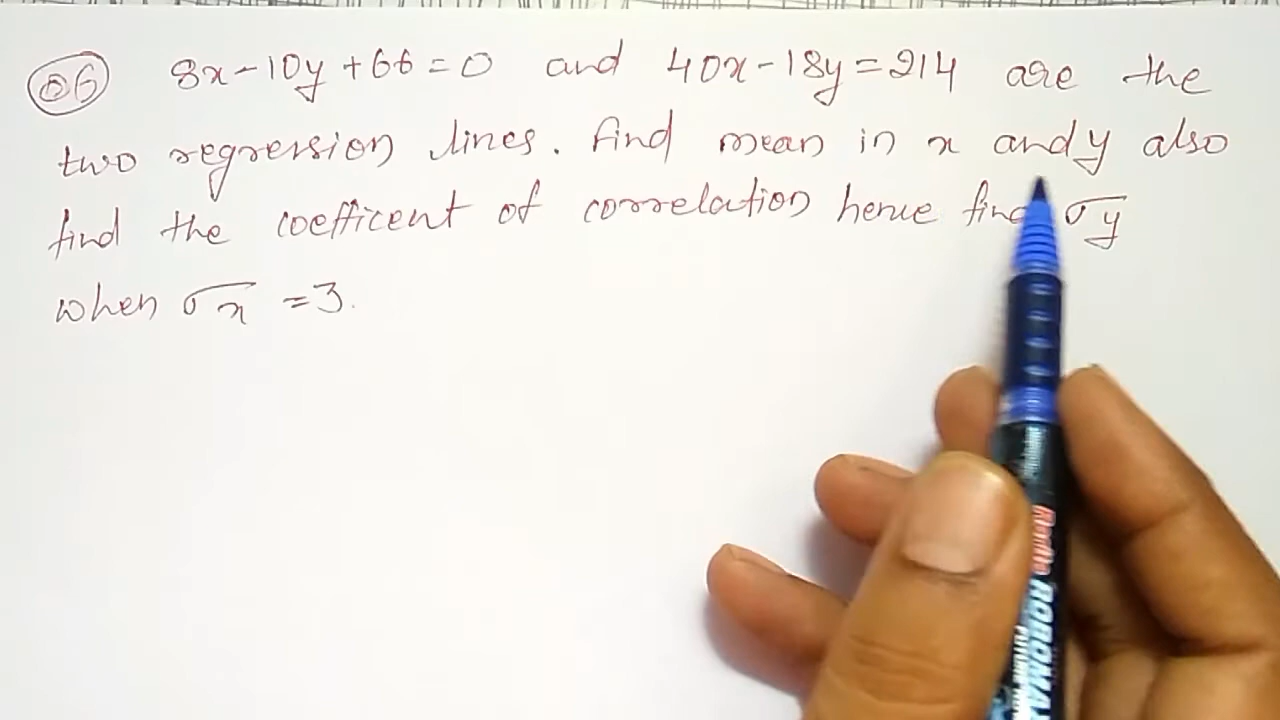 06 8x-10y+66=0 and 40x-18y=214 are the
two regression lines. find mean in x and y also
find the coefficent of correlation hence find σy
when σx =3.